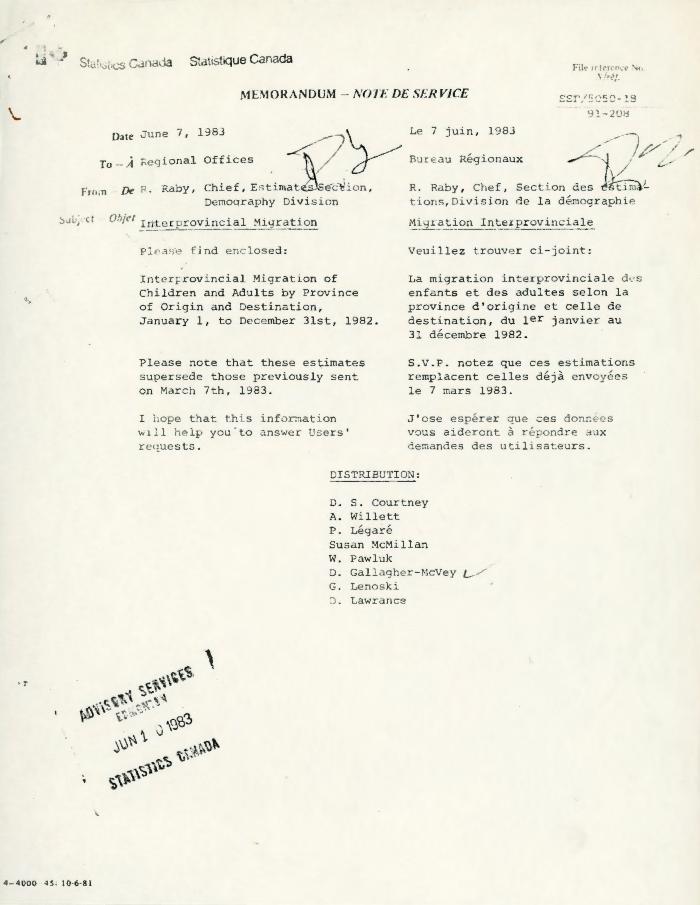 Statistics Canada Statistique Canada
File reference No.
N/réf.
MEMORANDUM – NOTE DE SERVICE
SSP/5050-18
91-208
Date June 7, 1983
To – À Regional Offices
From – De R. Raby, Chief, Estimates Section,
Demography Division
Subject – Objet Interprovincial Migration
Please find enclosed:
Interprovincial Migration of
Children and Adults by Province
of Origin and Destination,
January 1, to December 31st, 1982.
Please note that these estimates
supersede those previously sent
on March 7th, 1983.
I hope that this information
will help you to answer Users'
requests.
Le 7 juin, 1983
Bureau Régionaux
R. Raby, Chef, Section des estima-
tions, Division de la démographie
Migration Interprovinciale
Veuillez trouver ci-joint:
La migration interprovinciale des
enfants et des adultes selon la
province d'origine et celle de
destination, du 1er janvier au
31 décembre 1982.
S.V.P. notez que ces estimations
remplacent celles déjà envoyées
le 7 mars 1983.
J'ose espérer que ces données
vous aideront à répondre aux
demandes des utilisateurs.
DISTRIBUTION:
D. S. Courtney
A. Willett
P. Légaré
Susan McMillan
W. Pawluk
D. Gallagher-McVey
G. Lenoski
D. Lawrance
ADVISORY SERVICES
EDMONTON
JUN 10 1983
STATISTICS CANADA
4-4000 45: 10-6-81